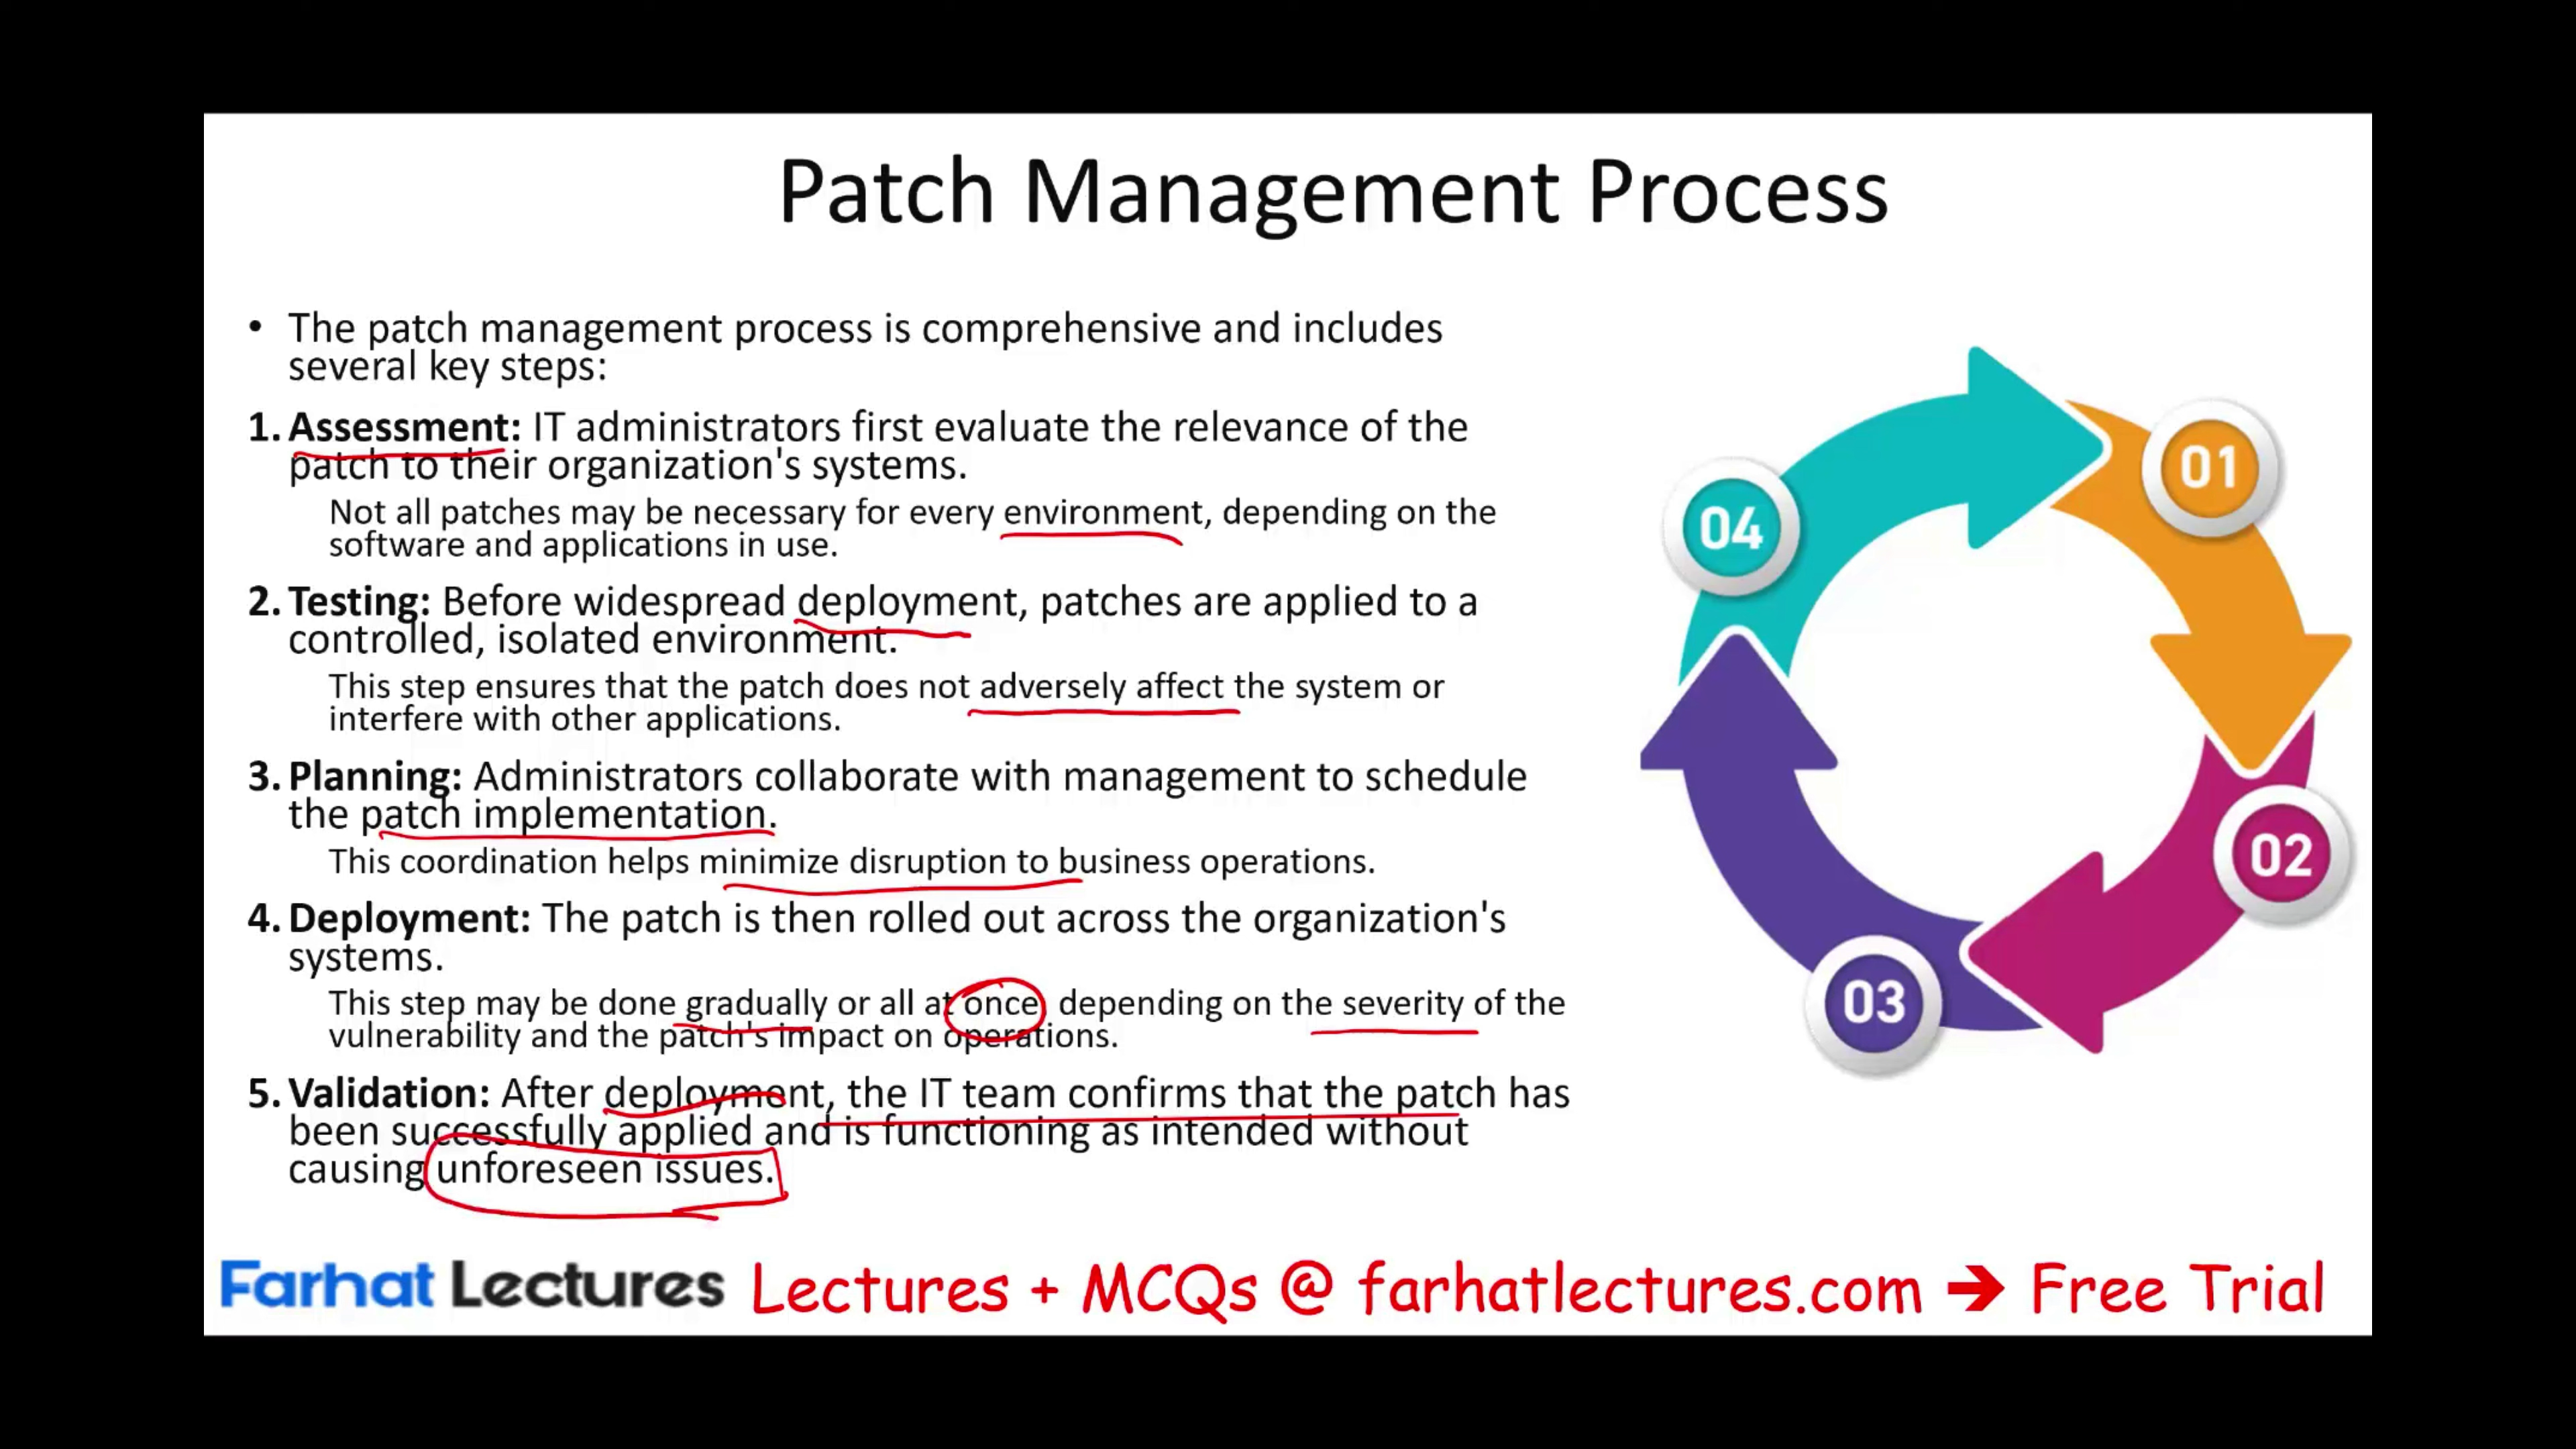 Patch Management Process
• The patch management process is comprehensive and includes
several key steps:
1. Assessment: IT administrators first evaluate the relevance of the
patch to their organization's systems.
Not all patches may be necessary for every environment, depending on the
software and applications in use.
2. Testing: Before widespread deployment, patches are applied to a
controlled, isolated environment.
This step ensures that the patch does not adversely affect the system or
interfere with other applications.
3. Planning: Administrators collaborate with management to schedule
the patch implementation.
This coordination helps minimize disruption to business operations.
4. Deployment: The patch is then rolled out across the organization's
systems.
This step may be done gradually or all at once depending on the severity of the
vulnerability and the patch's impact on operations.
5. Validation: After deployment, the IT team confirms that the patch has
been successfully applied and is functioning as intended without
causing unforeseen issues.
01
04
02
03
Farhat Lectures Lectures + MCQs @ farhatlectures.com ➔ Free Trial